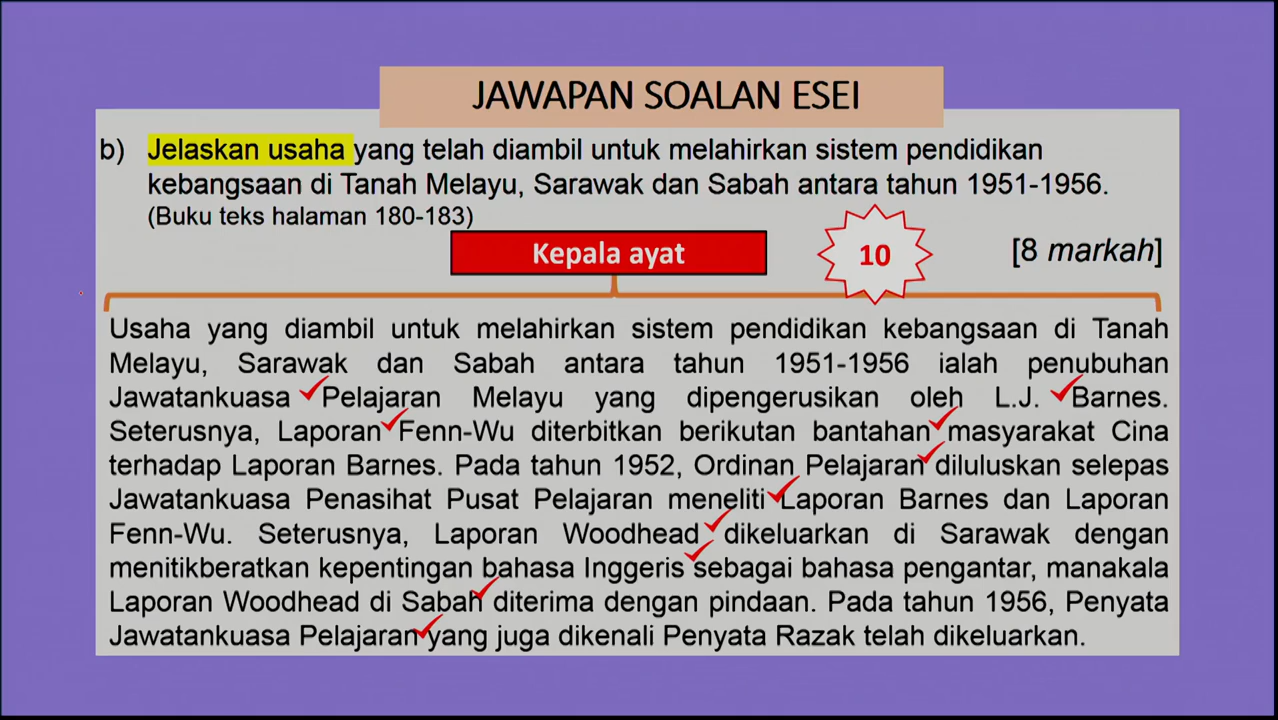 JAWAPAN SOALAN ESEI
b) Jelaskan usaha yang telah diambil untuk melahirkan sistem pendidikan
kebangsaan di Tanah Melayu, Sarawak dan Sabah antara tahun 1951-1956.
(Buku teks halaman 180-183)
Kepala ayat
10
[8 markah]
Usaha yang diambil untuk melahirkan sistem pendidikan kebangsaan di Tanah
Melayu, Sarawak dan Sabah antara tahun 1951-1956 ialah penubuhan
Jawatankuasa Pelajaran Melayu yang dipengerusikan oleh L.J. Barnes.
Seterusnya, Laporan Fenn-Wu diterbitkan berikutan bantahan masyarakat Cina
terhadap Laporan Barnes. Pada tahun 1952, Ordinan Pelajaran diluluskan selepas
Jawatankuasa Penasihat Pusat Pelajaran meneliti Laporan Barnes dan Laporan
Fenn-Wu. Seterusnya, Laporan Woodhead dikeluarkan di Sarawak dengan
menitikberatkan kepentingan bahasa Inggeris sebagai bahasa pengantar, manakala
Laporan Woodhead di Sabah diterima dengan pindaan. Pada tahun 1956, Penyata
Jawatankuasa Pelajaran yang juga dikenali Penyata Razak telah dikeluarkan.